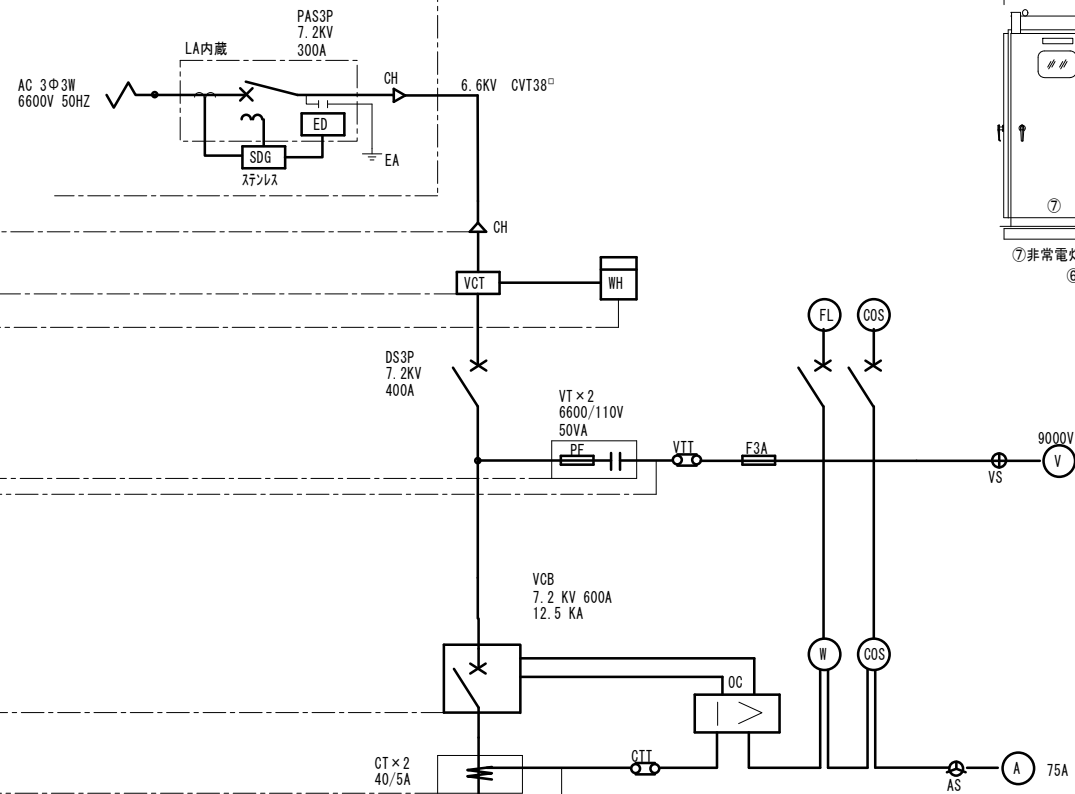 PAS3P
7.2KV
300A
LA内蔵
AC 3Φ3W
6600V 50HZ
CH
6.6KV CVT38□
ED
SDG
EA
ステンレス
CH
VCT
WH
⑦
⑦非常電灯
DS3P
7.2KV
400A
FL
COS
VT×2
6600/110V
50VA
PF
VTT
F3A
VS
9000V
V
VCB
7.2 KV 600A
12.5 KA
W
COS
OC
CT×2
40/5A
CTT
AS
A
75A